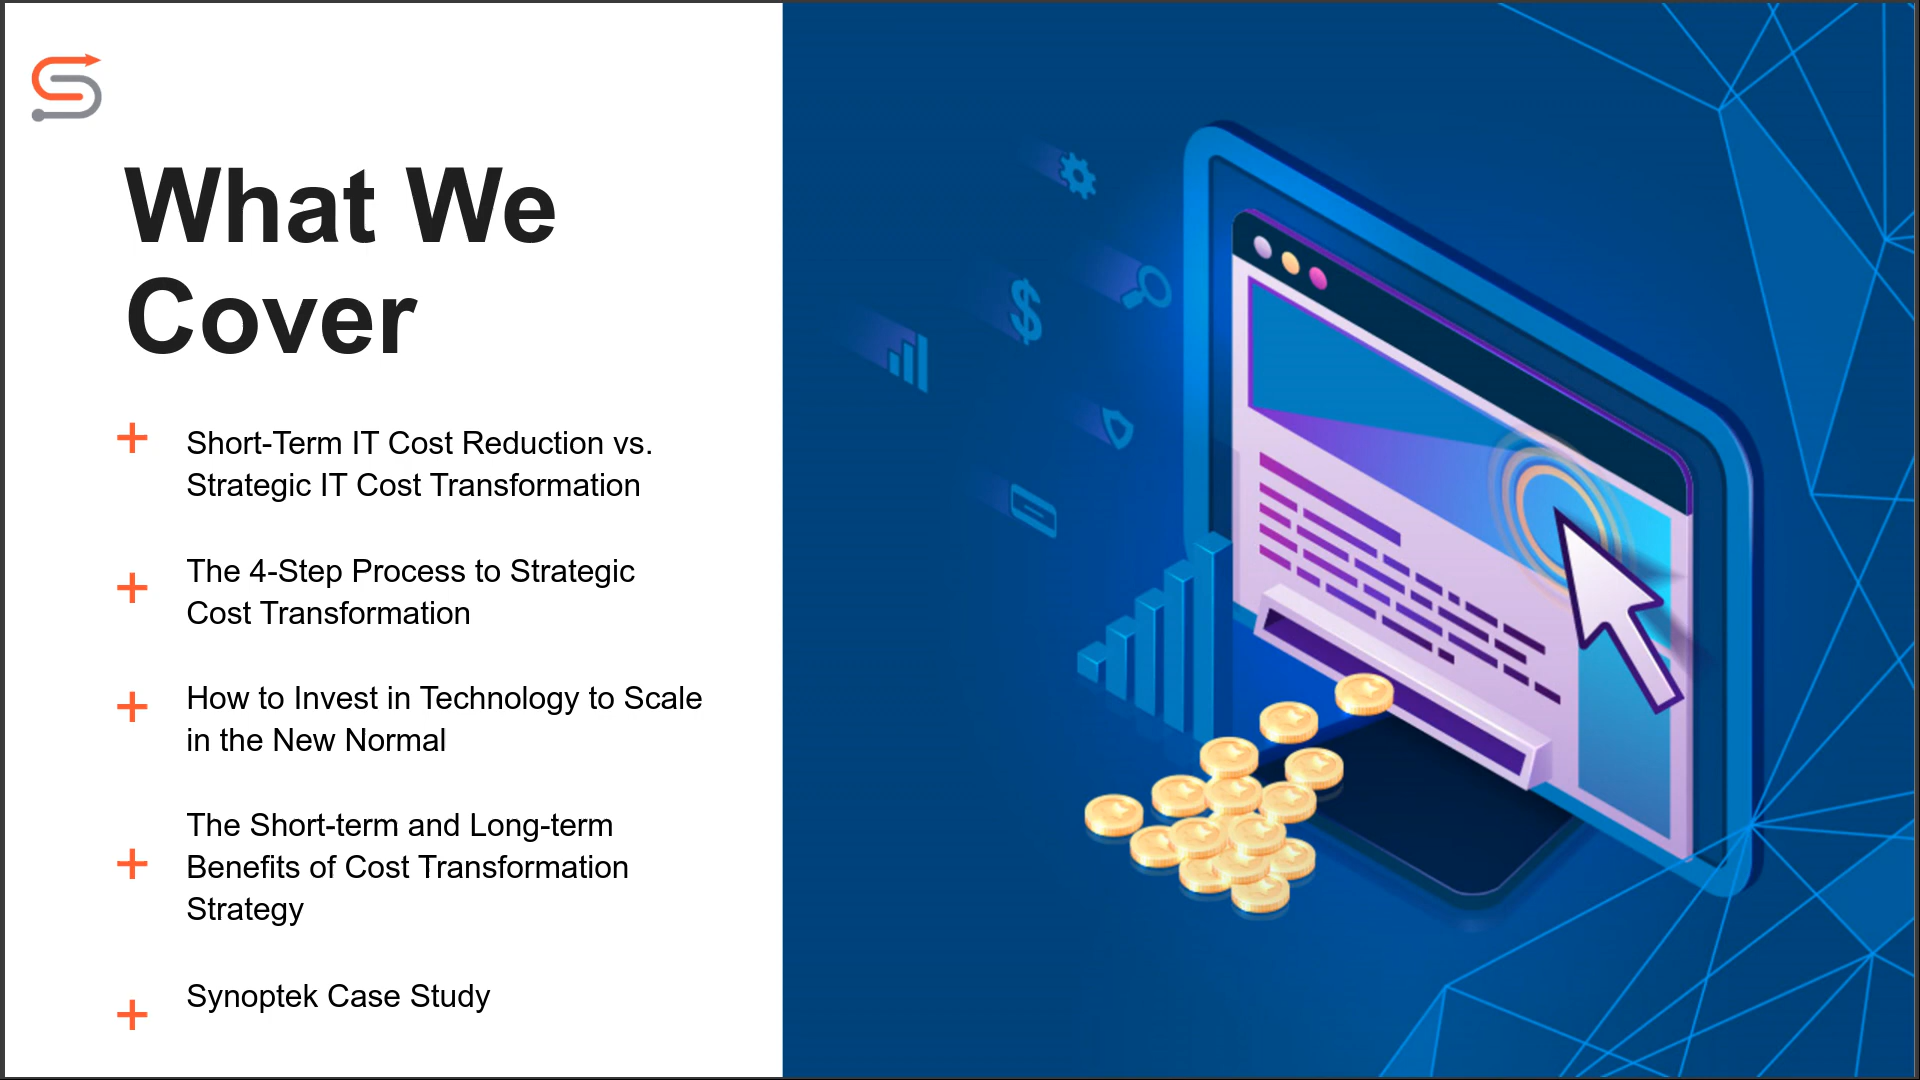 What We
Cover
Short-Term IT Cost Reduction vs.
Strategic IT Cost Transformation
The 4-Step Process to Strategic
Cost Transformation
How to Invest in Technology to Scale
in the New Normal
The Short-term and Long-term
Benefits of Cost Transformation
Strategy
Synoptek Case Study